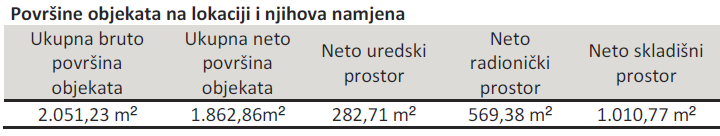 Površine objekata na lokaciji i njihova namjena
Ukupna bruto površina objekata | Ukupna neto površina objekata | Neto uredski prostor | Neto radionički prostor | Neto skladišni prostor
2.051,23 m² | 1.862,86m² | 282,71 m² | 569,38 m² | 1.010,77 m²